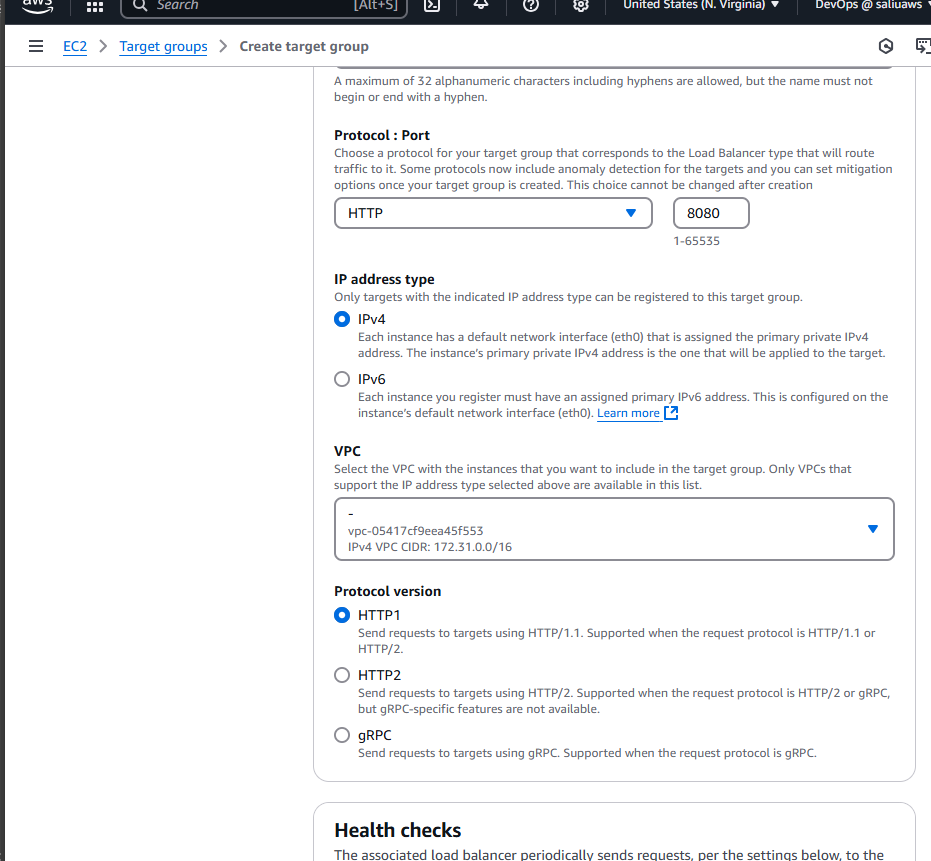 aws
Search [Alt+S] United States (N. Virginia) DevOps @ saliuaws
EC2 Target groups Create target group
A maximum of 32 alphanumeric characters including hyphens are allowed, but the name must not
begin or end with a hyphen.
Protocol : Port
Choose a protocol for your target group that corresponds to the Load Balancer type that will route
traffic to it. Some protocols now include anomaly detection for the targets and you can set mitigation
options once your target group is created. This choice cannot be changed after creation
HTTP 8080
1-65535
IP address type
Only targets with the indicated IP address type can be registered to this target group.
IPv4
Each instance has a default network interface (eth0) that is assigned the primary private IPv4
address. The instance's primary private IPv4 address is the one that will be applied to the target.
IPv6
Each instance you register must have an assigned primary IPv6 address. This is configured on the
instance's default network interface (eth0). Learn more
VPC
Select the VPC with the instances that you want to include in the target group. Only VPCs that
support the IP address type selected above are available in this list.
-
vpc-05417cf9eea45f553
IPv4 VPC CIDR: 172.31.0.0/16
Protocol version
HTTP1
Send requests to targets using HTTP/1.1. Supported when the request protocol is HTTP/1.1 or
HTTP/2.
HTTP2
Send requests to targets using HTTP/2. Supported when the request protocol is HTTP/2 or gRPC,
but gRPC-specific features are not available.
gRPC
Send requests to targets using gRPC. Supported when the request protocol is gRPC.
Health checks
The associated load balancer periodically sends requests, per the settings below, to the